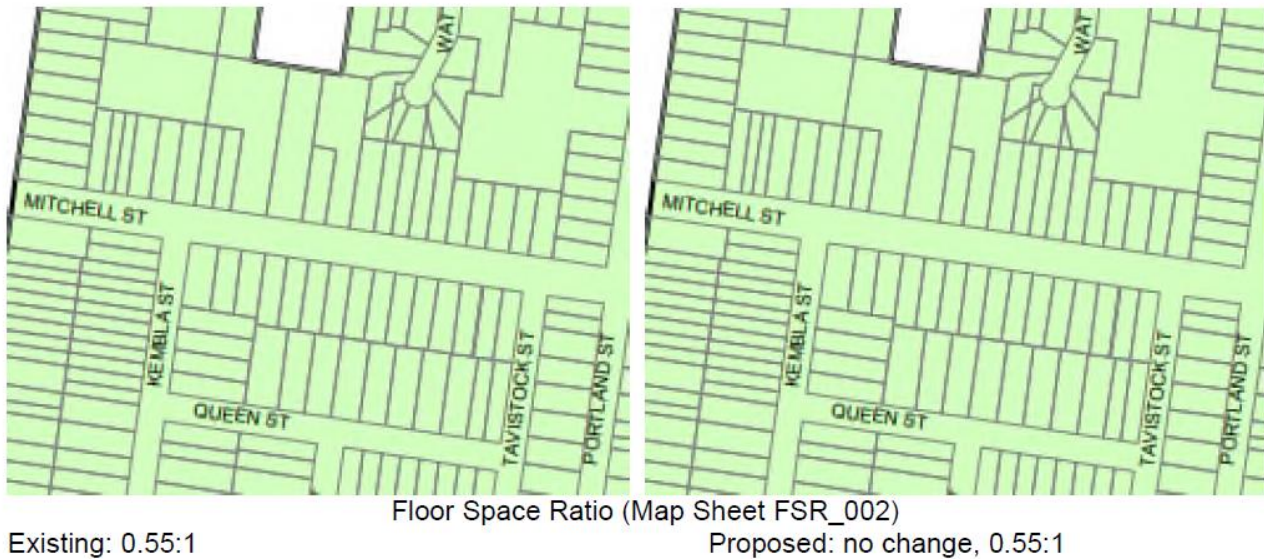 WAT
MITCHELL ST
KEMBLA ST
QUEEN ST
TAVISTOCK ST
PORTLAND ST
WAT
MITCHELL ST
KEMBLA ST
QUEEN ST
TAVISTOCK ST
PORTLAND ST
Floor Space Ratio (Map Sheet FSR_002)
Existing: 0.55:1
Proposed: no change, 0.55:1